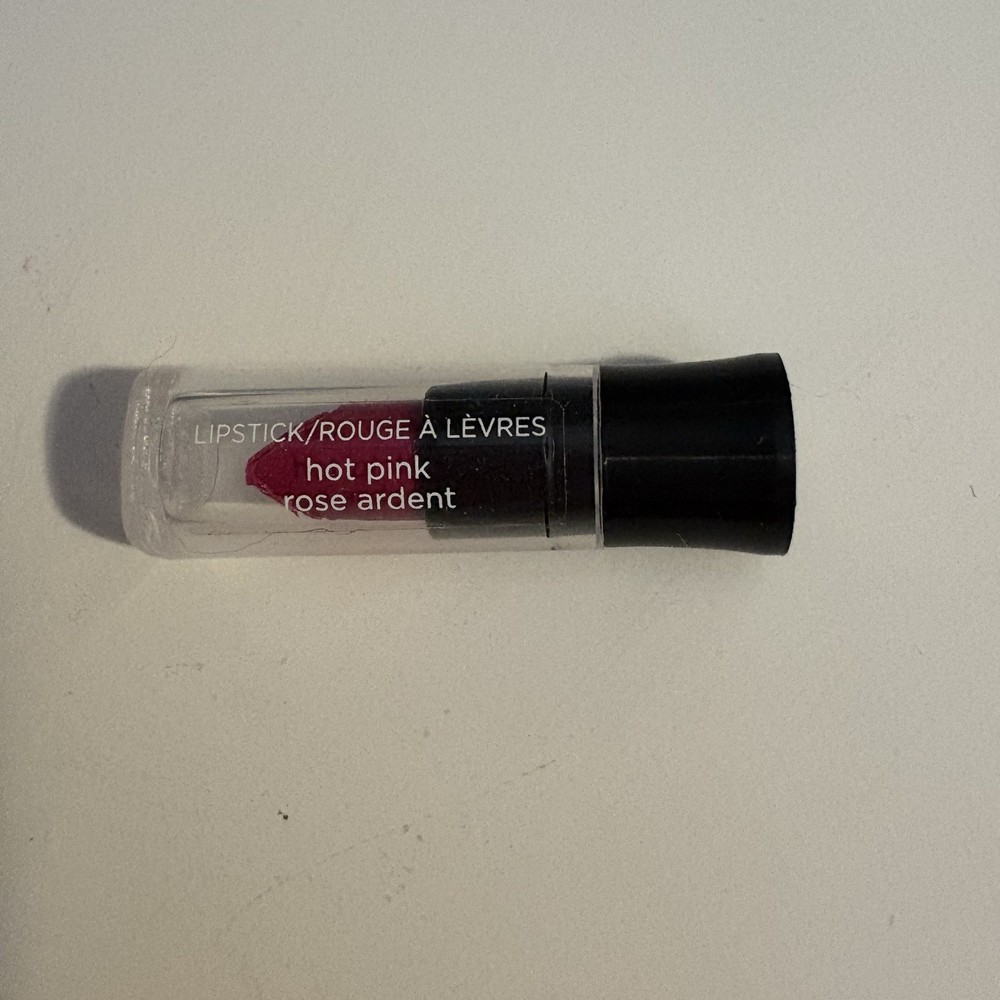 LIPSTICK/ROUGE À LÈVRES
hot pink
rose ardent